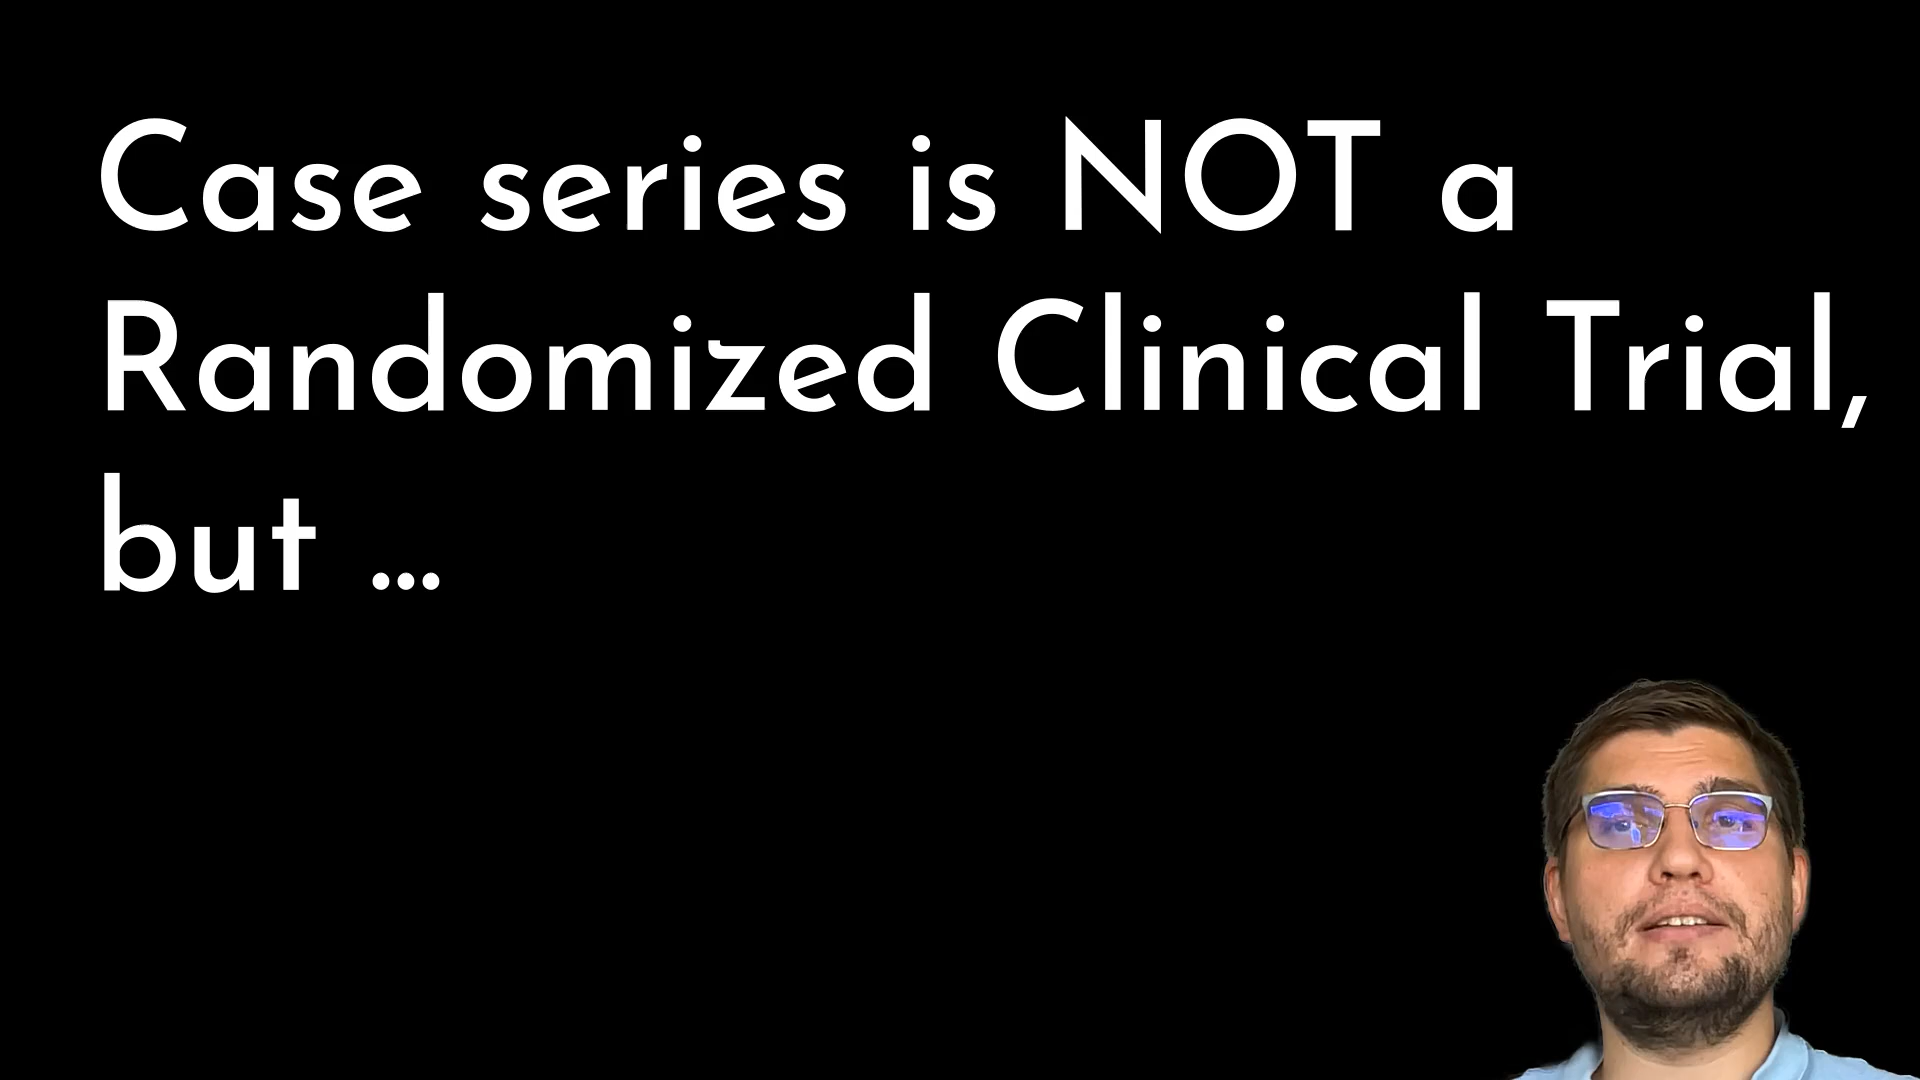 Case series is NOT a
Randomized Clinical Trial,
but ...